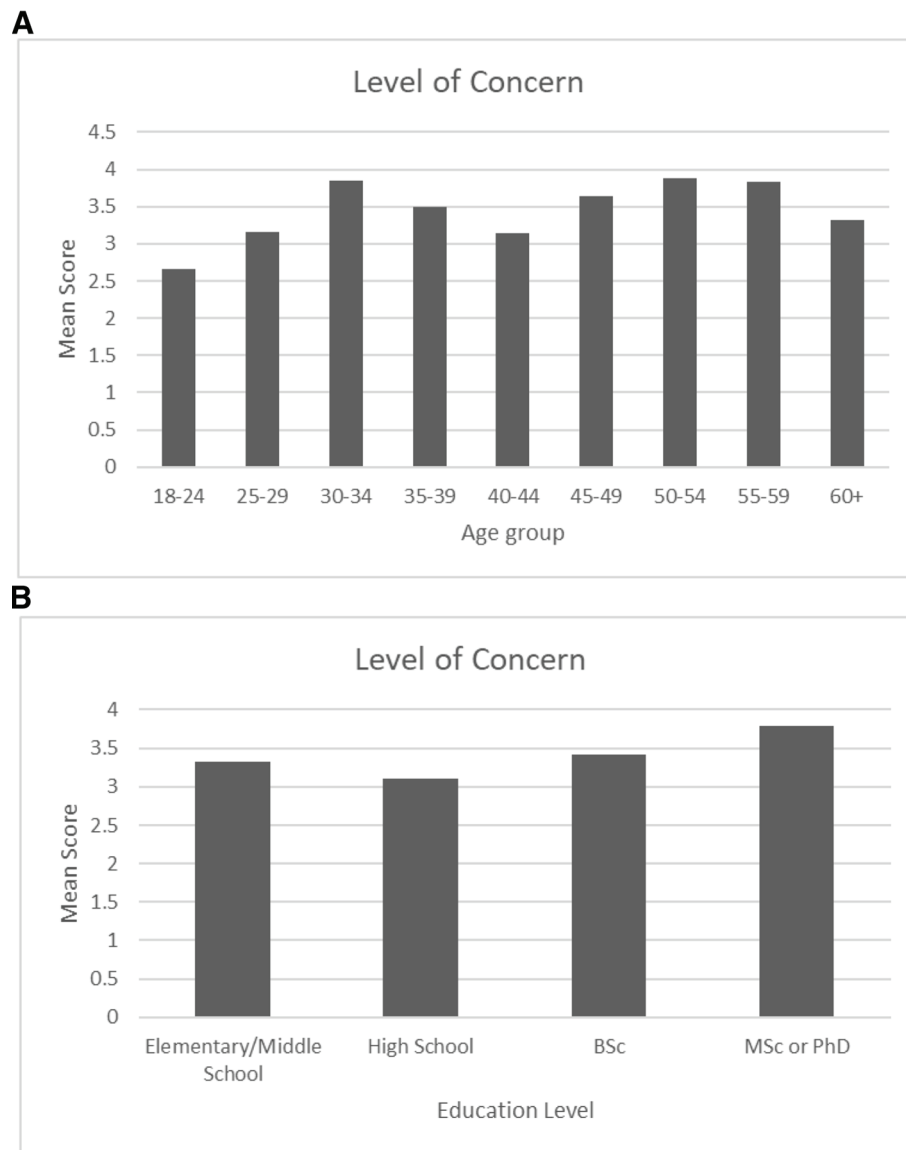 A
Level of Concern
4.5
4
3.5
3
2.5
2
1.5
1
0.5
0
Mean Score
18-24 25-29 30-34 35-39 40-44 45-49 50-54 55-59 60+
Age group
B
Level of Concern
4
3.5
3
2.5
2
1.5
1
0.5
0
Mean Score
Elementary/Middle High School BSc MSc or PhD
School
Education Level